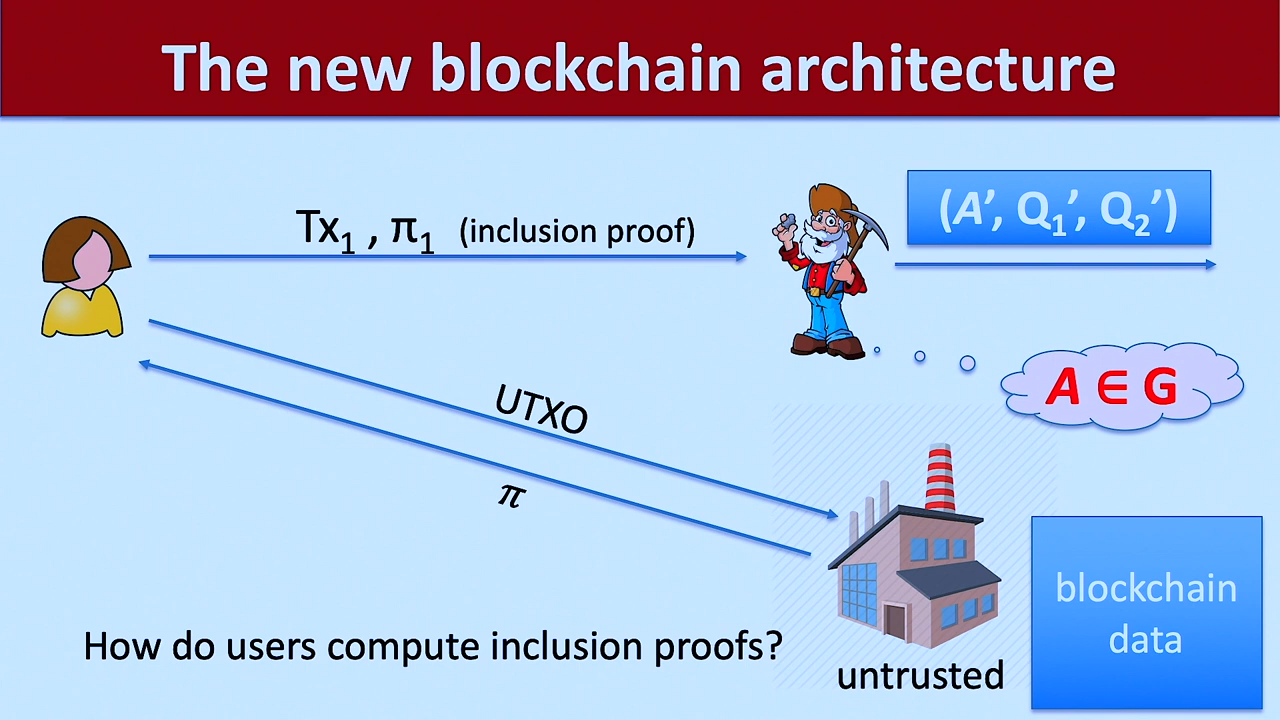 The new blockchain architecture
Tx₁ , π₁ (inclusion proof)
(A’, Q₁’, Q₂’)
A ∈ G
UTXO
π
blockchain
data
How do users compute inclusion proofs?
untrusted